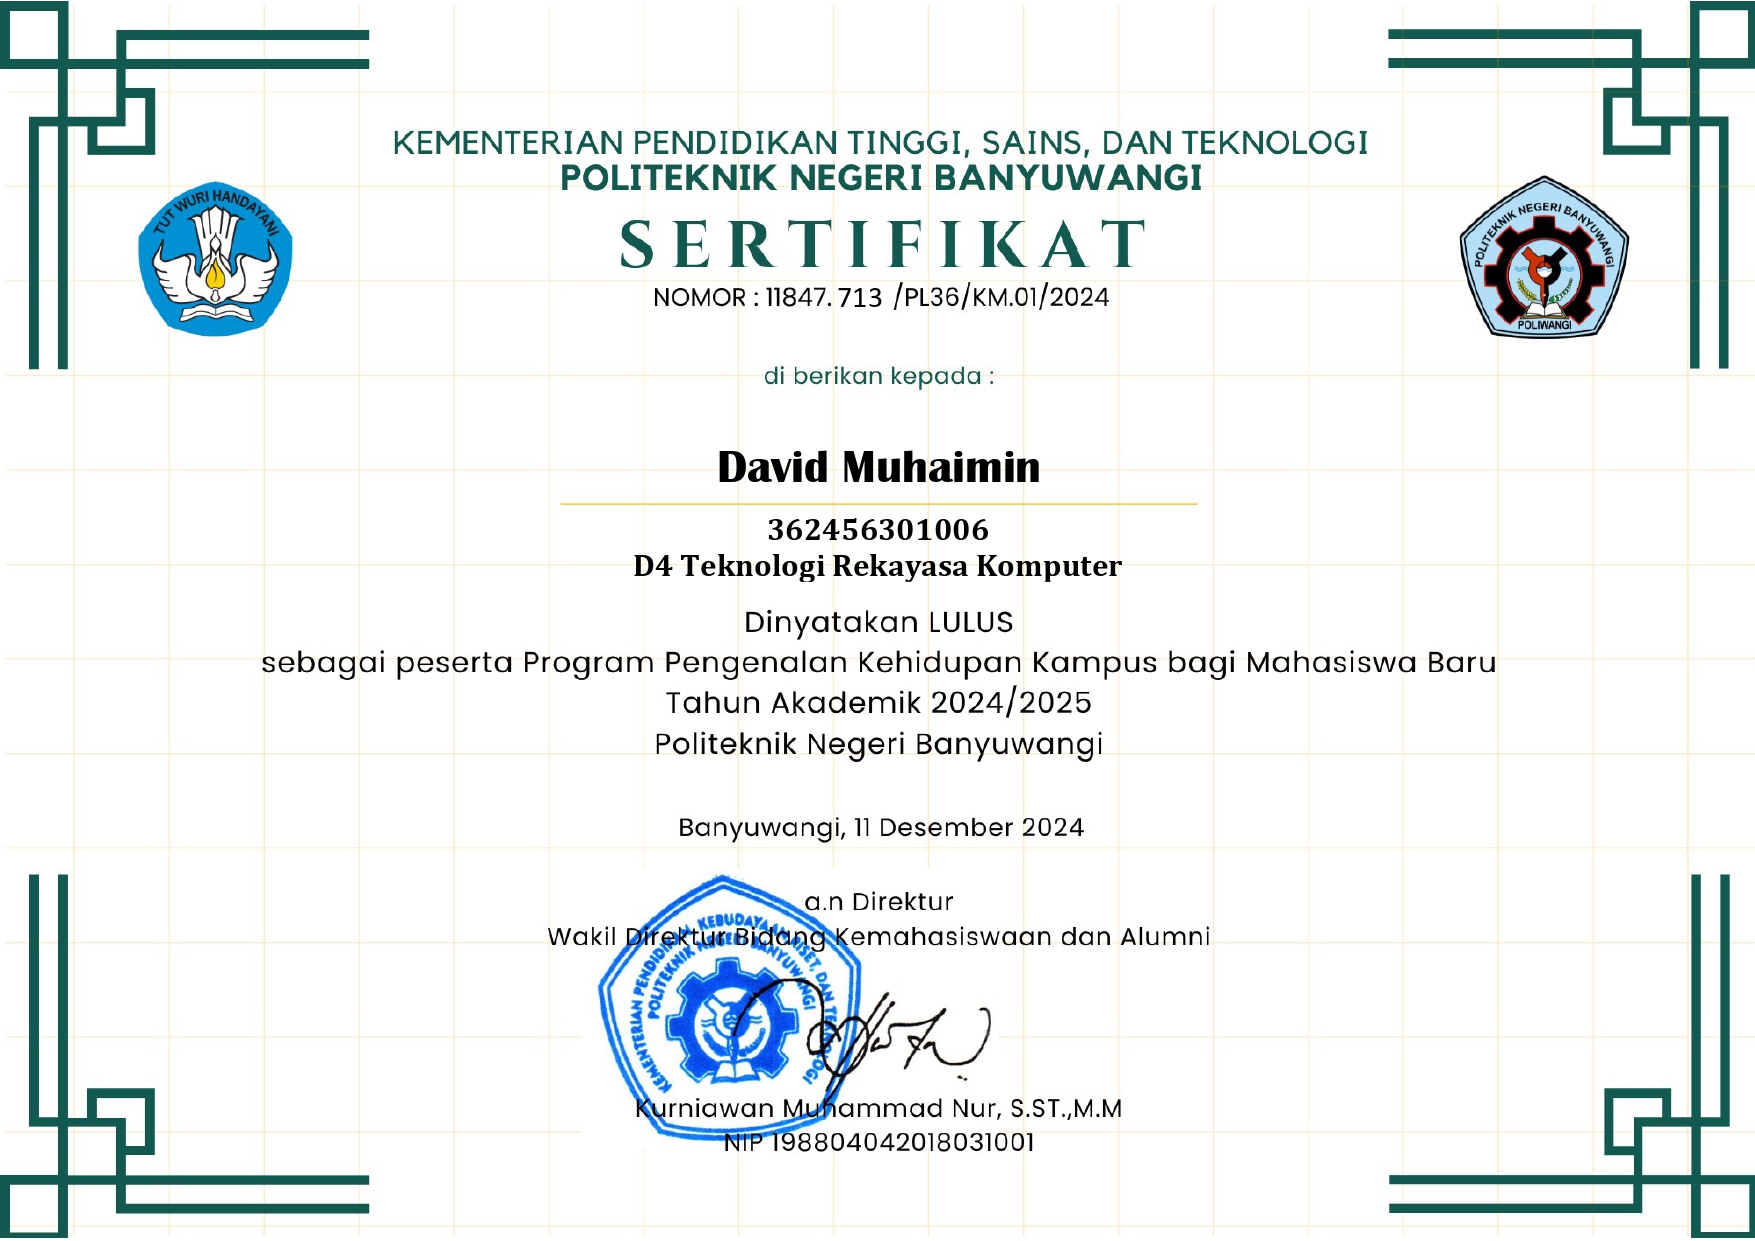 KEMENTERIAN PENDIDIKAN TINGGI, SAINS, DAN TEKNOLOGI
POLITEKNIK NEGERI BANYUWANGI
SERTIFIKAT
NOMOR : 11847. 713 /PL36/KM.01/2024
TUT WURI HANDAYANI
POLITEKNIK NEGERI BANYUWANGI
POLIWANGI
di berikan kepada :
David Muhaimin
362456301006
D4 Teknologi Rekayasa Komputer
Dinyatakan LULUS
sebagai peserta Program Pengenalan Kehidupan Kampus bagi Mahasiswa Baru
Tahun Akademik 2024/2025
Politeknik Negeri Banyuwangi
Banyuwangi, 11 Desember 2024
a.n Direktur
Wakil Direktur Bidang Kemahasiswaan dan Alumni
KEMENTERIAN PENDIDIKAN, KEBUDAYAAN, RISET, DAN TEKNOLOGI
POLITEKNIK NEGERI BANYUWANGI
Kurniawan Muhammad Nur, S.ST.,M.M
NIP 198804042018031001